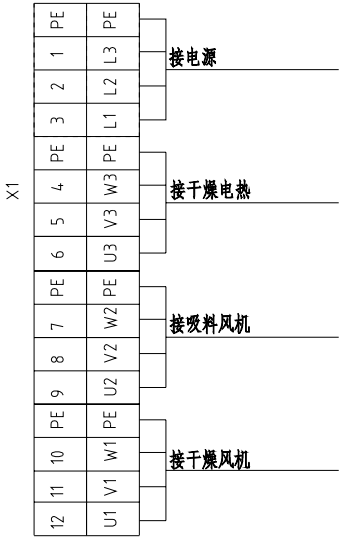 X1
PE PE
1 L3
2 L2
3 L1
接电源
PE PE
4 W3
5 V3
6 U3
接干燥电热
PE PE
7 W2
8 V2
9 U2
接吸料风机
PE PE
10 W1
11 V1
12 U1
接干燥风机